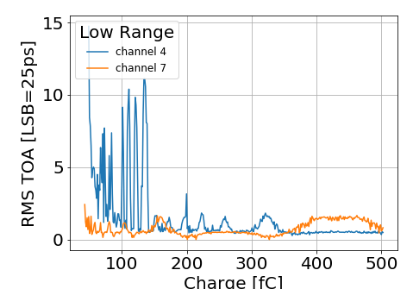 15
Low Range
channel 4
channel 7
10
5
0
RMS TOA [LSB=25ps]
100 200 300 400 500
Charge [fC]